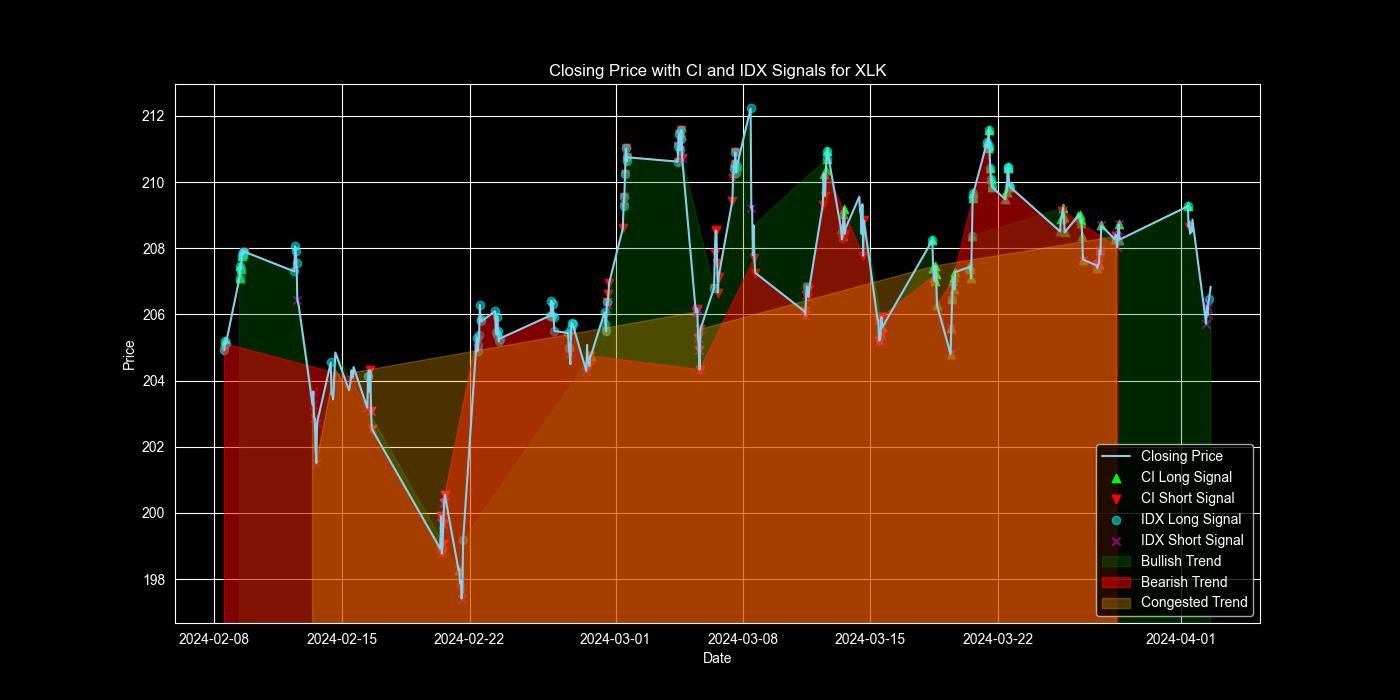 Closing Price with CI and IDX Signals for XLK
212
210
208
206
204
202
200
198
Price
2024-02-08
2024-02-15
2024-02-22
2024-03-01
2024-03-08
2024-03-15
2024-03-22
2024-04-01
Date
Closing Price
CI Long Signal
CI Short Signal
IDX Long Signal
IDX Short Signal
Bullish Trend
Bearish Trend
Congested Trend